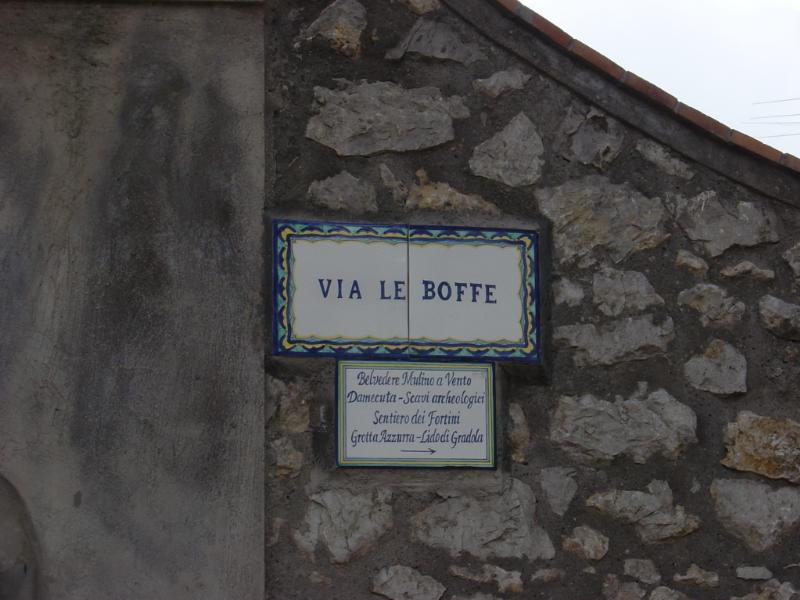 VIA LE BOFFE
Belvedere Mulino a Vento
Damecuta - Scavi archeologici
Sentiero dei Fortini
Grotta Azzurra - Lido di Gradola